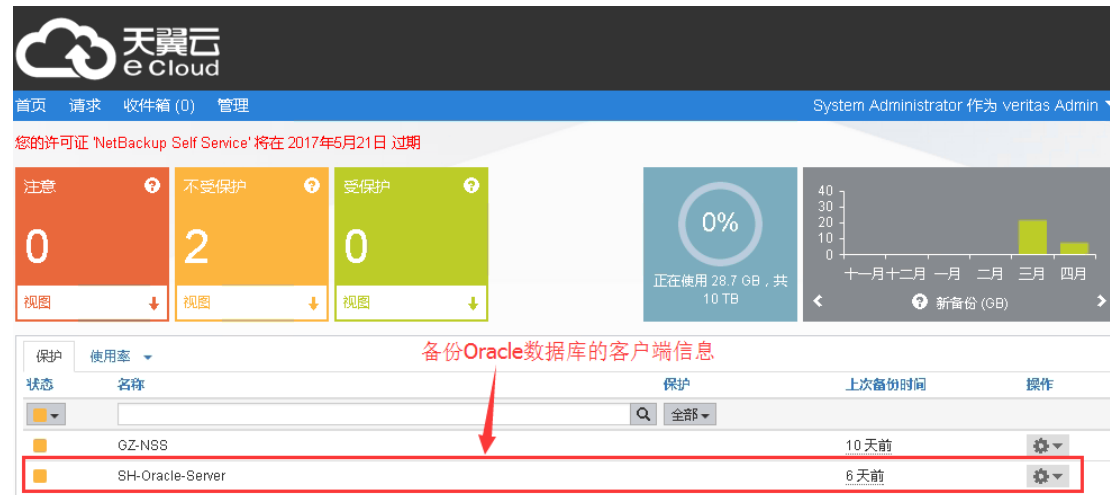 天翼云
e Cloud
首页 请求 收件箱 (0) 管理 System Administrator 作为 veritas Admin
您的许可证 'NetBackup Self Service' 将在 2017年5月21日 过期
注意 ? 不受保护 ? 受保护 ?
0 2 0
视图 视图 视图
0%
正在使用 28.7 GB，共
10 TB
40
30
20
10
0
十一月 十二月 一月 二月 三月 四月
? 新备份 (GB)
保护 使用率
备份Oracle数据库的客户端信息
状态 名称 保护 上次备份时间 操作
全部
GZ-NSS 10 天前
SH-Oracle-Server 6 天前